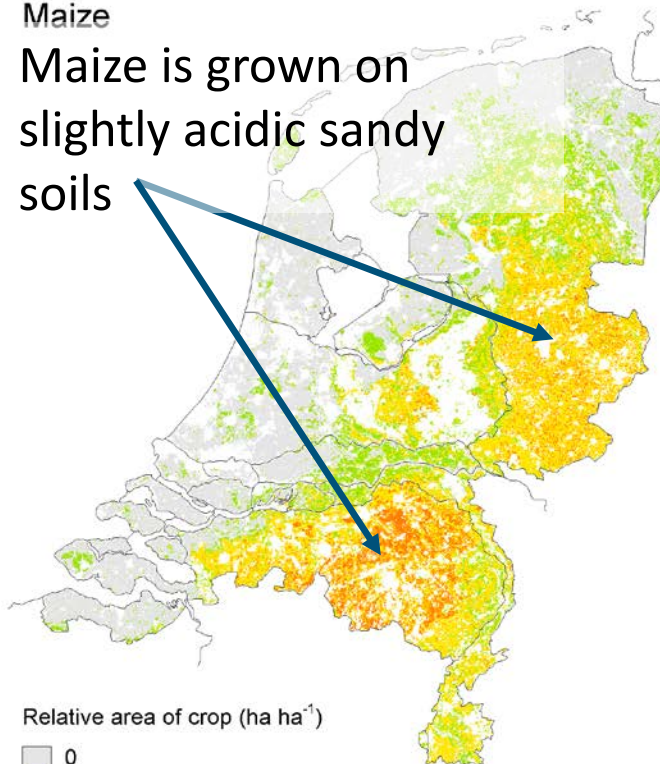 Maize
Maize is grown on
slightly acidic sandy
soils
Relative area of crop (ha ha⁻¹)
0